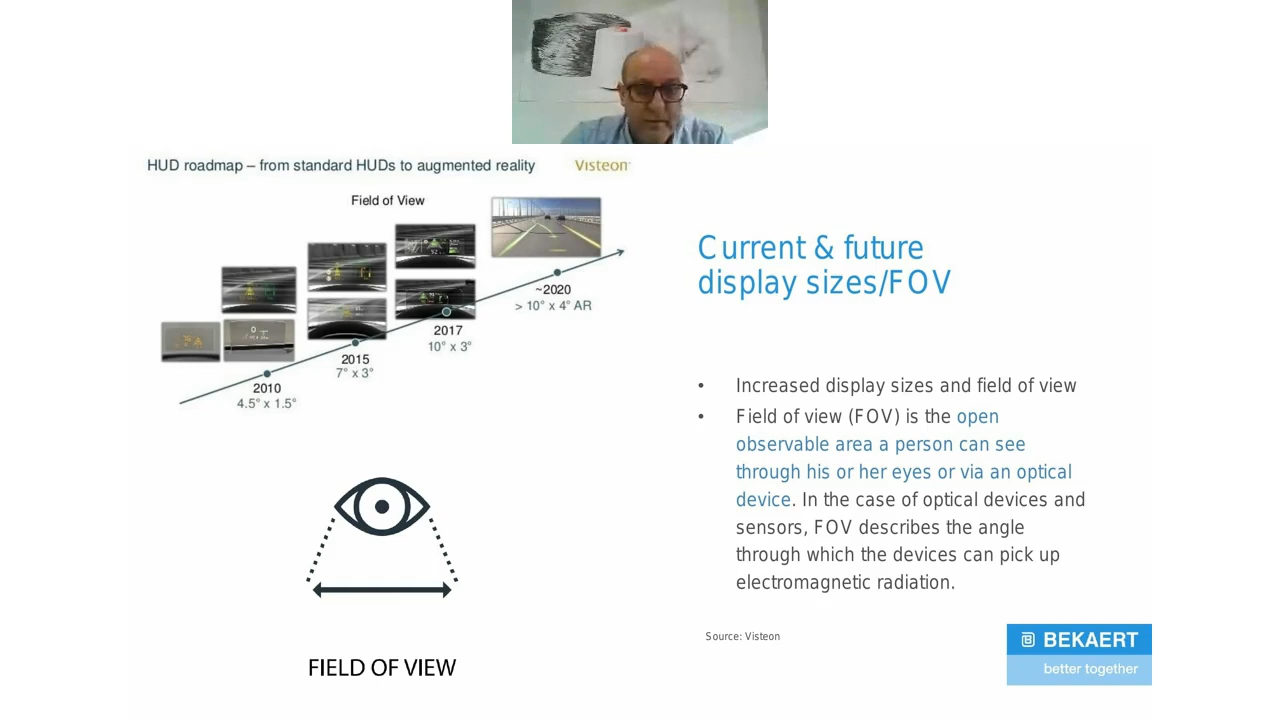 HUD roadmap – from standard HUDs to augmented reality
Visteon
Field of View
~2020
> 10° x 4° AR
2017
10° x 3°
2015
7° x 3°
2010
4.5° x 1.5°
FIELD OF VIEW
Current & future
display sizes/FOV
• Increased display sizes and field of view
• Field of view (FOV) is the open
observable area a person can see
through his or her eyes or via an optical
device. In the case of optical devices and
sensors, FOV describes the angle
through which the devices can pick up
electromagnetic radiation.
Source: Visteon
BEKAERT
better together